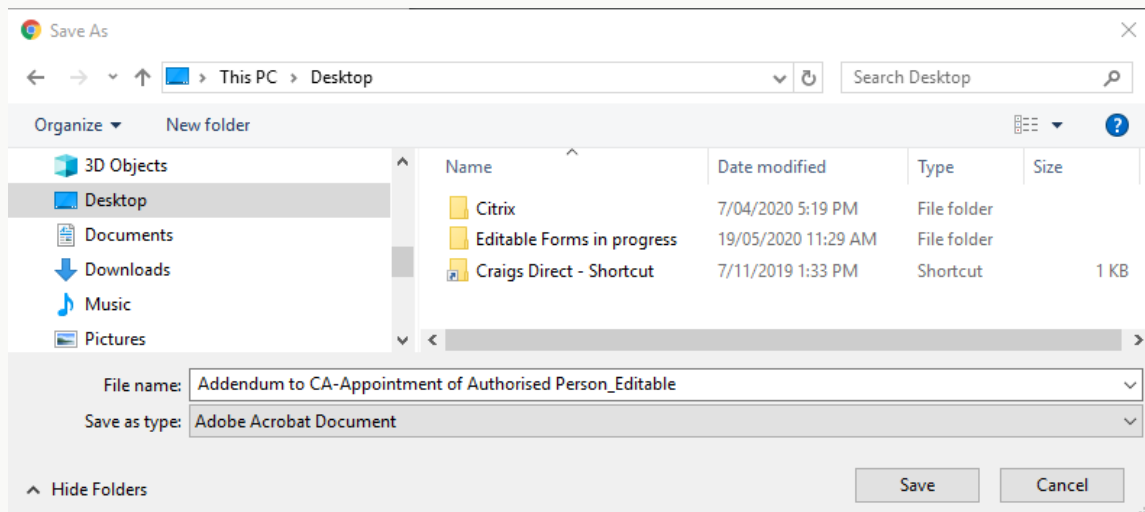 Save As
This PC > Desktop
Search Desktop
Organize
New folder
?
3D Objects
Desktop
Documents
Downloads
Music
Pictures
Name Date modified Type Size
Citrix 7/04/2020 5:19 PM File folder
Editable Forms in progress 19/05/2020 11:29 AM File folder
Craigs Direct - Shortcut 7/11/2019 1:33 PM Shortcut 1 KB
File name: Addendum to CA-Appointment of Authorised Person_Editable
Save as type: Adobe Acrobat Document
Hide Folders
Save
Cancel